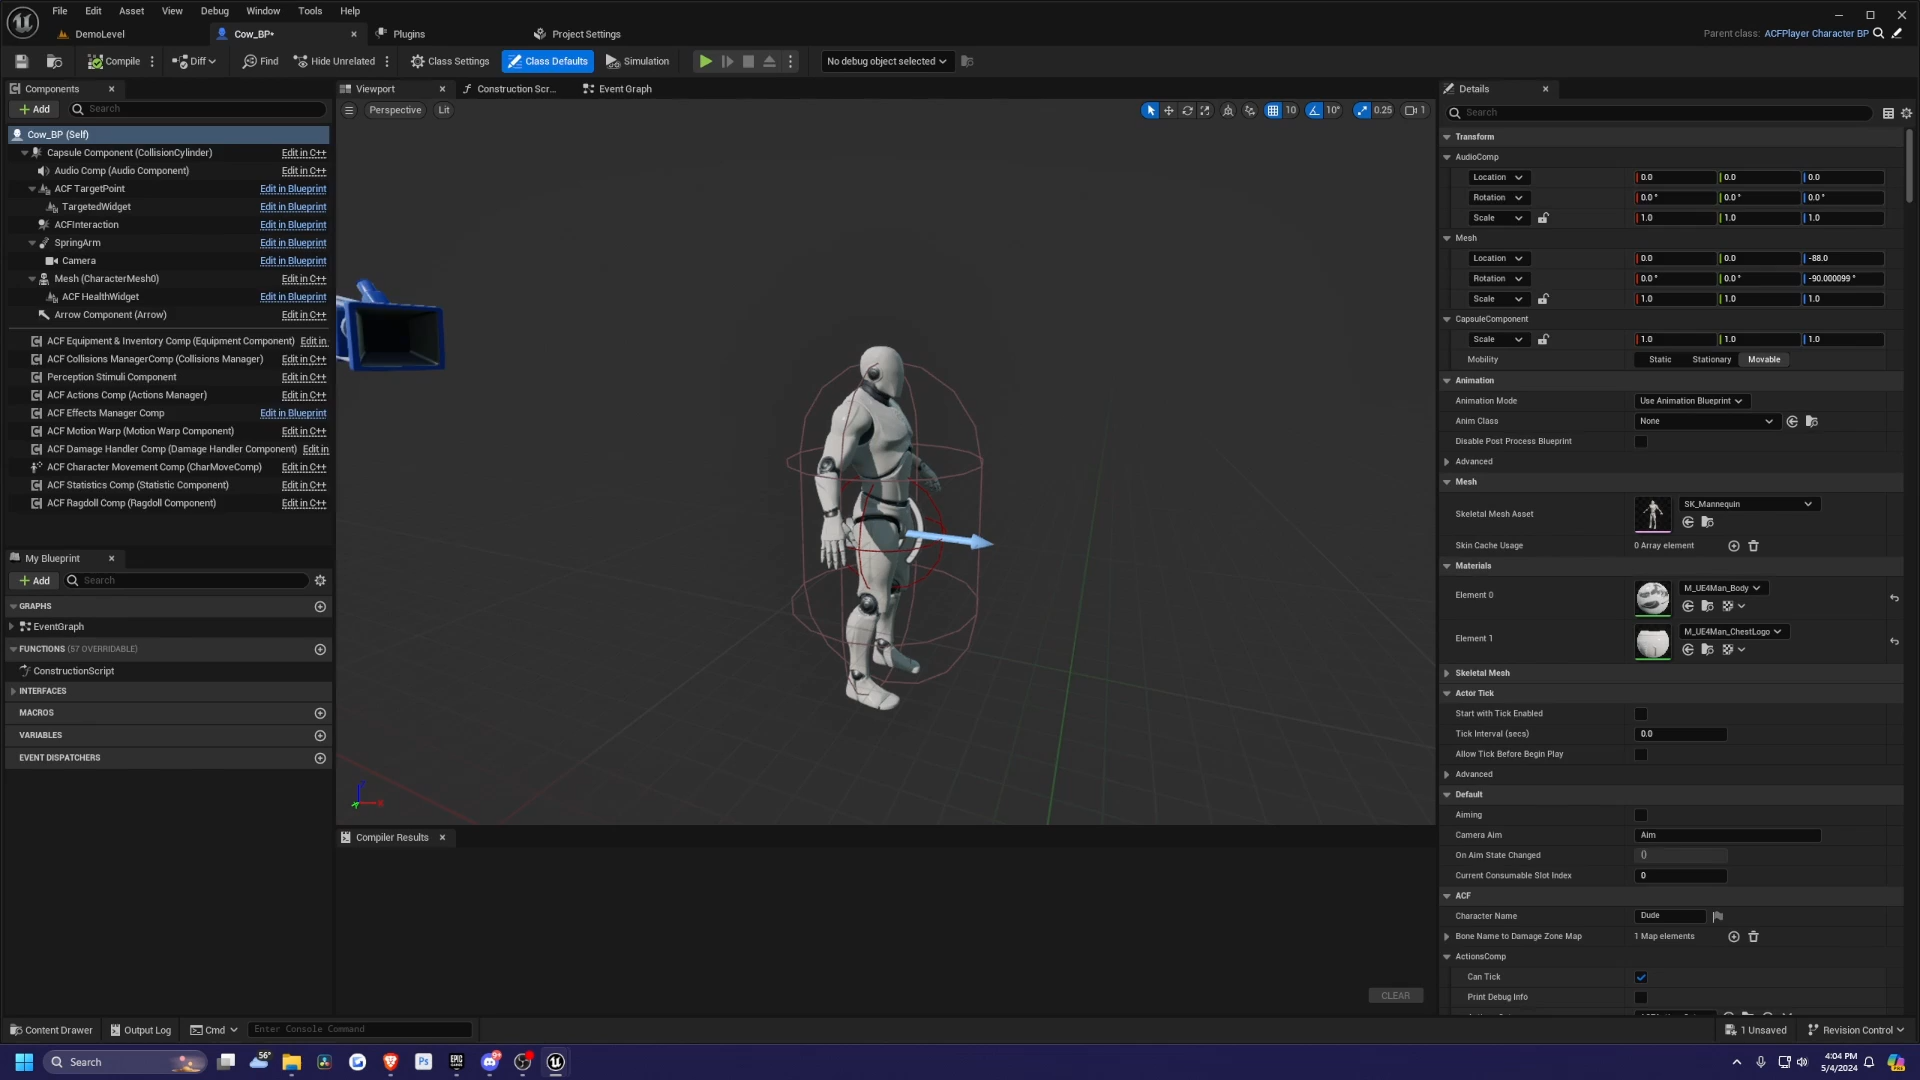 File Edit Asset View Debug Window Tools Help
DemoLevel Cow_BP* Plugins Project Settings
Parent class: ACFPlayer Character BP
Compile Diff Find Hide Unrelated Class Settings Class Defaults Simulation No debug object selected
Components
Add Search
Cow_BP (Self)
Capsule Component (CollisionCylinder) Edit in C++
Audio Comp (Audio Component) Edit in C++
ACF TargetPoint Edit in Blueprint
TargetedWidget Edit in Blueprint
ACFInteraction Edit in Blueprint
SpringArm Edit in Blueprint
Camera Edit in Blueprint
Mesh (CharacterMesh0) Edit in C++
ACF HealthWidget Edit in Blueprint
Arrow Component (Arrow) Edit in C++
ACF Equipment & Inventory Comp (Equipment Component) Edit in
ACF Collisions ManagerComp (Collisions Manager) Edit in C++
Perception Stimuli Component Edit in C++
ACF Actions Comp (Actions Manager) Edit in C++
ACF Effects Manager Comp Edit in Blueprint
ACF Motion Warp (Motion Warp Component) Edit in C++
ACF Damage Handler Comp (Damage Handler Component) Edit in
ACF Character Movement Comp (CharMoveComp) Edit in C++
ACF Statistics Comp (Statistic Component) Edit in C++
ACF Ragdoll Comp (Ragdoll Component) Edit in C++
My Blueprint
Add Search
GRAPHS
EventGraph
FUNCTIONS (57 OVERRIDABLE)
ConstructionScript
INTERFACES
MACROS
VARIABLES
EVENT DISPATCHERS
Viewport Construction Scr... Event Graph
Perspective Lit
10 10° 0.25 1
Compiler Results
CLEAR
Details
Search
Transform
AudioComp
Location 0.0 0.0 0.0
Rotation 0.0 ° 0.0 ° 0.0 °
Scale 1.0 1.0 1.0
Mesh
Location 0.0 0.0 -88.0
Rotation 0.0 ° 0.0 ° -90.000099 °
Scale 1.0 1.0 1.0
CapsuleComponent
Scale 1.0 1.0 1.0
Mobility Static Stationary Movable
Animation
Animation Mode Use Animation Blueprint
Anim Class None
Disable Post Process Blueprint
Advanced
Mesh
Skeletal Mesh Asset SK_Mannequin
Skin Cache Usage 0 Array element
Materials
Element 0 M_UE4Man_Body
Element 1 M_UE4Man_ChestLogo
Skeletal Mesh
Actor Tick
Start with Tick Enabled
Tick Interval (secs) 0.0
Allow Tick Before Begin Play
Advanced
Default
Aiming
Camera Aim Aim
On Aim State Changed ()
Current Consumable Slot Index 0
ACF
Character Name Dude
Bone Name to Damage Zone Map 1 Map elements
ActionsComp
Can Tick
Print Debug Info
Content Drawer Output Log Cmd Enter Console Command 1 Unsaved Revision Control
Search 56° Ps EPIC GAMES 9+ 4:04 PM
5/4/2024